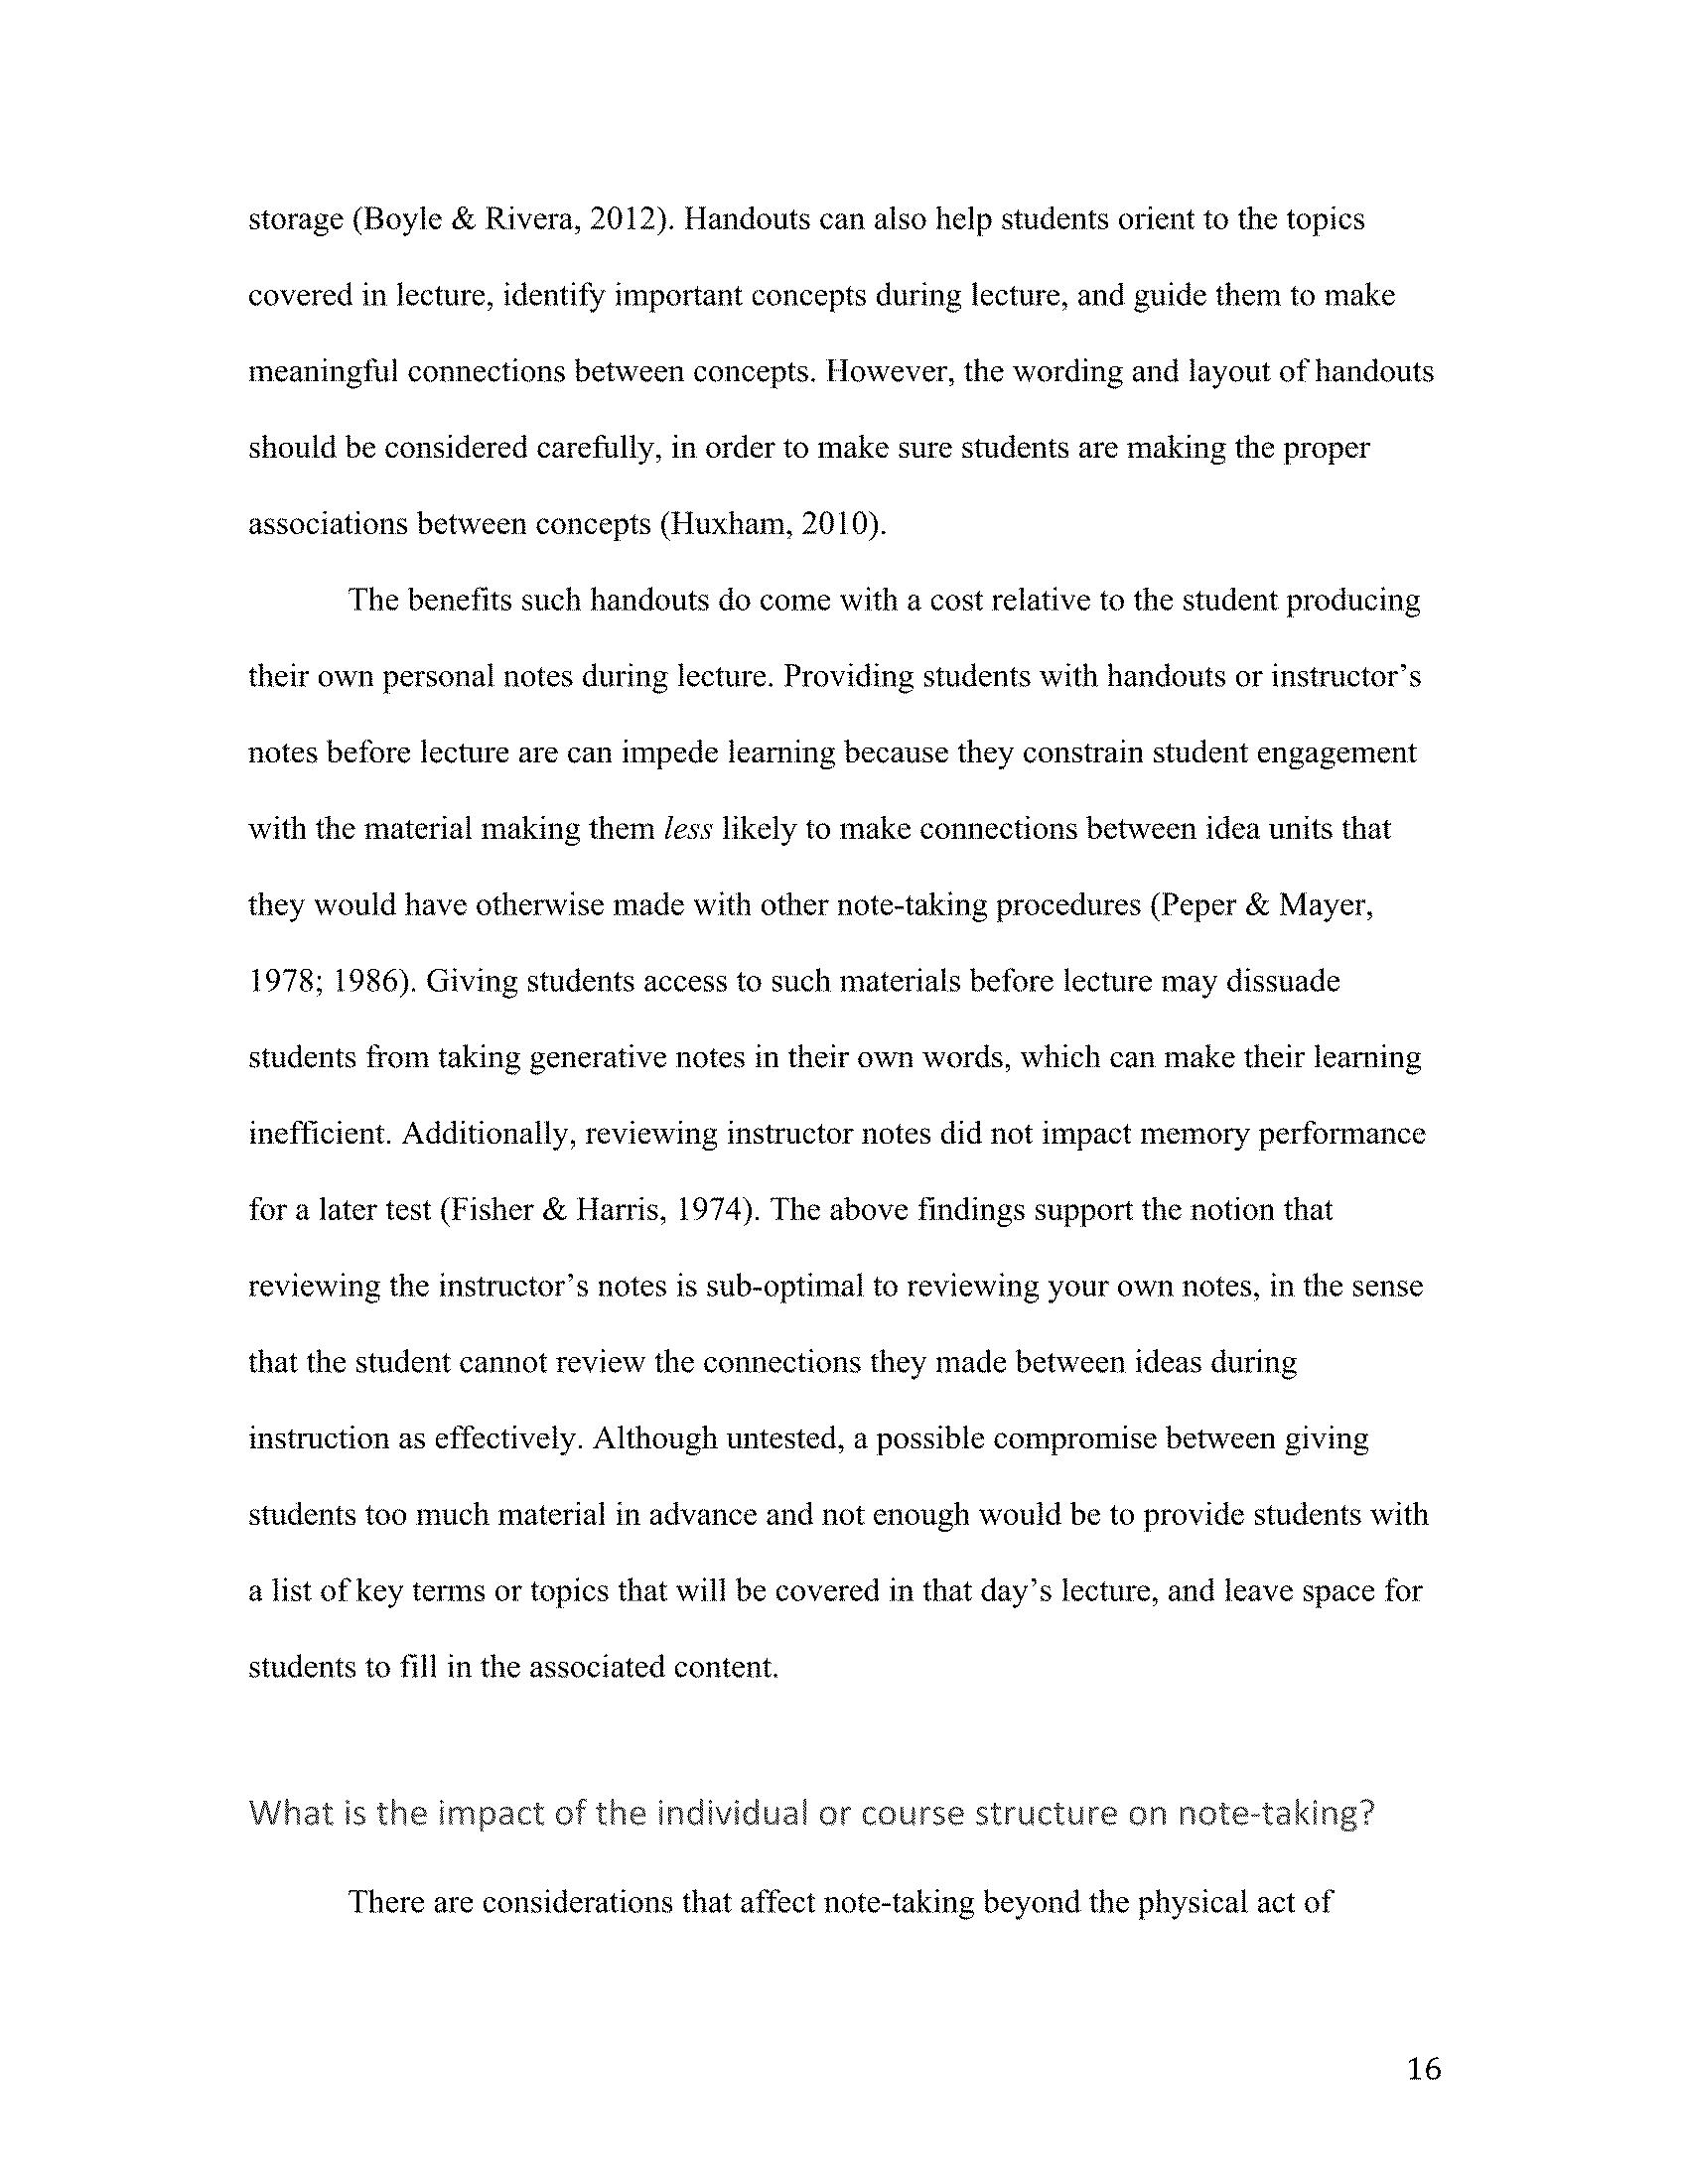 storage (Boyle & Rivera, 2012). Handouts can also help students orient to the topics
covered in lecture, identify important concepts during lecture, and guide them to make
meaningful connections between concepts. However, the wording and layout of handouts
should be considered carefully, in order to make sure students are making the proper
associations between concepts (Huxham, 2010).
The benefits such handouts do come with a cost relative to the student producing
their own personal notes during lecture. Providing students with handouts or instructor’s
notes before lecture are can impede learning because they constrain student engagement
with the material making them less likely to make connections between idea units that
they would have otherwise made with other note-taking procedures (Peper & Mayer,
1978; 1986). Giving students access to such materials before lecture may dissuade
students from taking generative notes in their own words, which can make their learning
inefficient. Additionally, reviewing instructor notes did not impact memory performance
for a later test (Fisher & Harris, 1974). The above findings support the notion that
reviewing the instructor’s notes is sub-optimal to reviewing your own notes, in the sense
that the student cannot review the connections they made between ideas during
instruction as effectively. Although untested, a possible compromise between giving
students too much material in advance and not enough would be to provide students with
a list of key terms or topics that will be covered in that day’s lecture, and leave space for
students to fill in the associated content.
What is the impact of the individual or course structure on note-taking?
There are considerations that affect note-taking beyond the physical act of
16